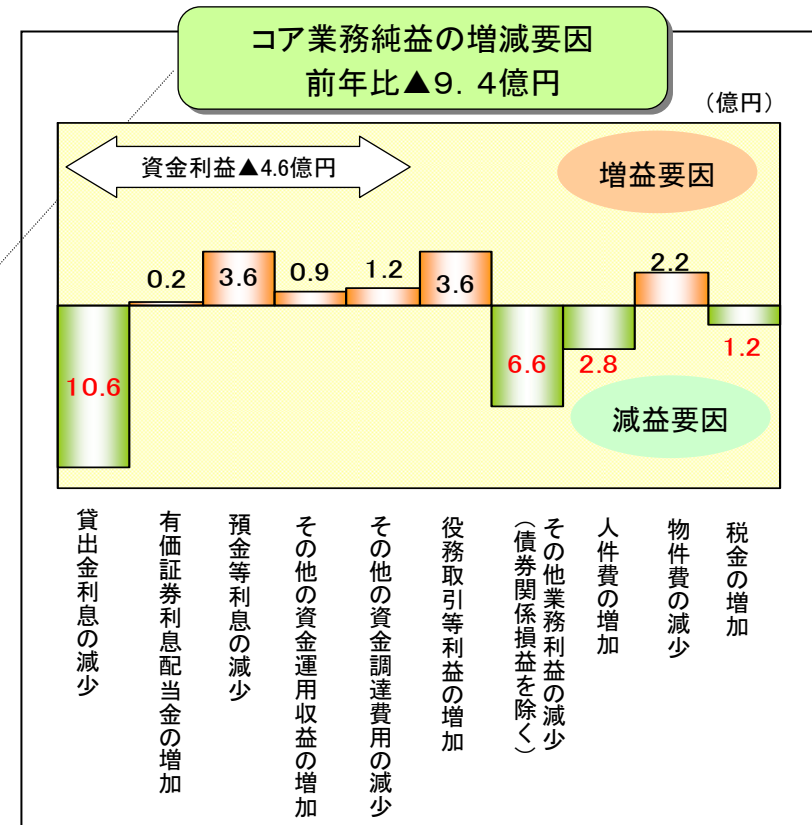 コア業務純益の増減要因
前年比▲9.4億円
(億円)
資金利益▲4.6億円
増益要因
10.6
0.2
3.6
0.9
1.2
3.6
6.6
2.8
2.2
1.2
減益要因
貸出金利息の減少
有価証券利息配当金の増加
預金等利息の減少
その他の資金運用収益の増加
その他の資金調達費用の減少
役務取引等利益の増加
その他業務利益の減少
(債券関係損益を除く)
人件費の増加
物件費の減少
税金の増加